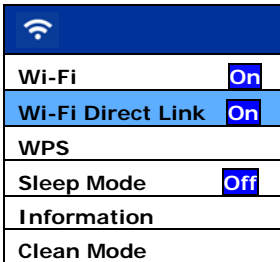 Wi-Fi On
Wi-Fi Direct Link On
WPS
Sleep Mode Off
Information
Clean Mode